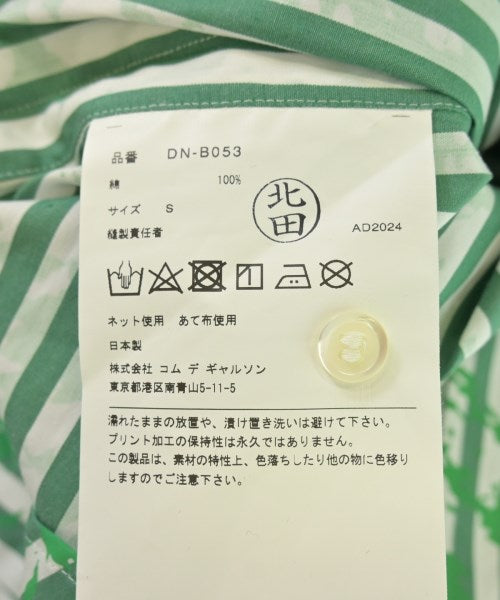 品番 DN-B053
綿 100%
サイズ S
縫製責任者
北田
AD2024
ネット使用 あて布使用
日本製
株式会社 コム デ ギャルソン
東京都港区南青山5-11-5
濡れたままの放置や、漬け置き洗いは避けて下さい。
プリント加工の保持性は永久ではありません。
この製品は、素材の特性上、色落ちしたり他の物に色移り
しますのでご注意下さい。